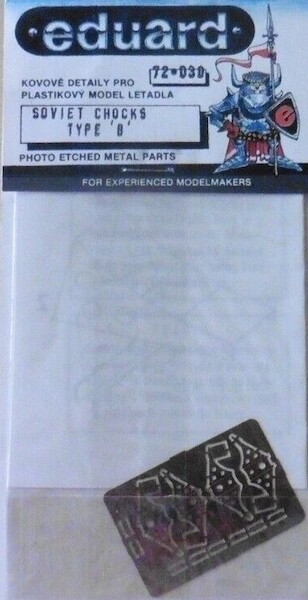 eduard
KOVOVÉ DETAILY PRO
PLASTIKOVÝ MODEL LETADLA
72•030
SOVIET CHOCKS
TYPE 'B'
PHOTO ETCHED METAL PARTS
FOR EXPERIENCED MODELMAKERS
e